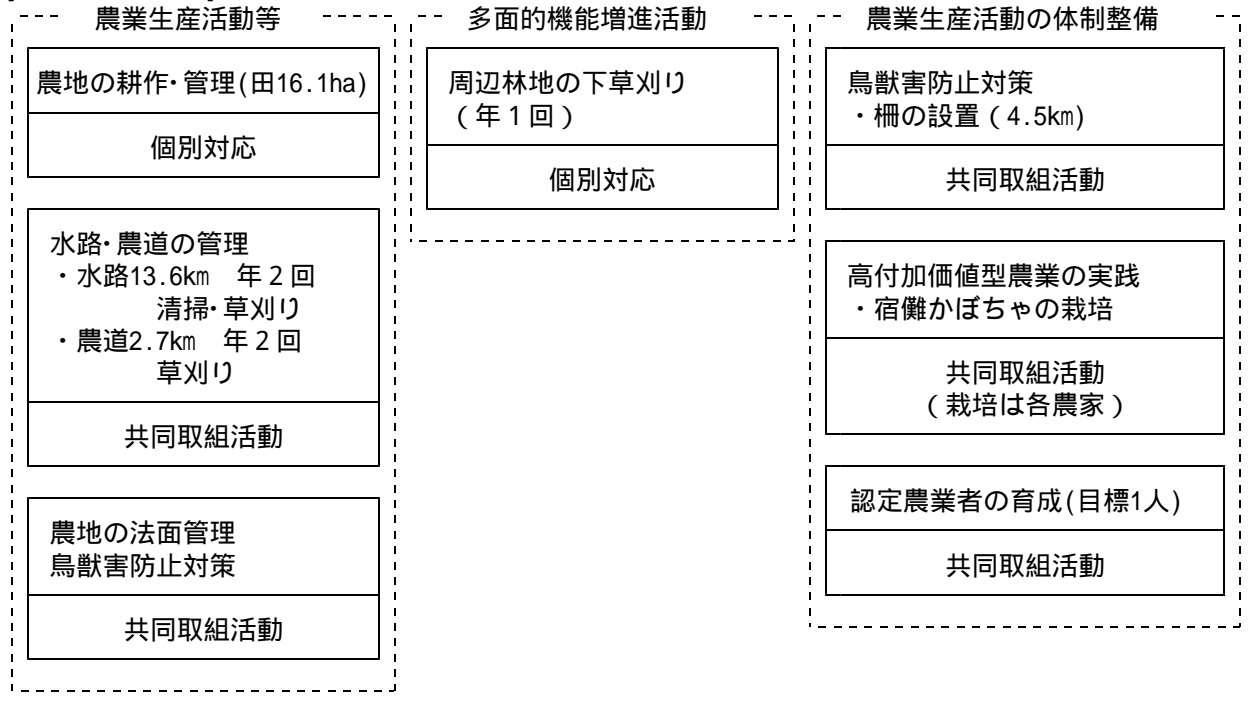 農業生産活動等
農地の耕作・管理(田16.1ha)
個別対応
水路・農道の管理
・水路13.6㎞　年２回
清掃・草刈り
・農道2.7㎞　年２回
草刈り
共同取組活動
農地の法面管理
鳥獣害防止対策
共同取組活動
多面的機能増進活動
周辺林地の下草刈り
（年１回）
個別対応
農業生産活動の体制整備
鳥獣害防止対策
・柵の設置（4.5㎞)
共同取組活動
高付加価値型農業の実践
・宿儺かぼちゃの栽培
共同取組活動
（栽培は各農家）
認定農業者の育成(目標1人)
共同取組活動